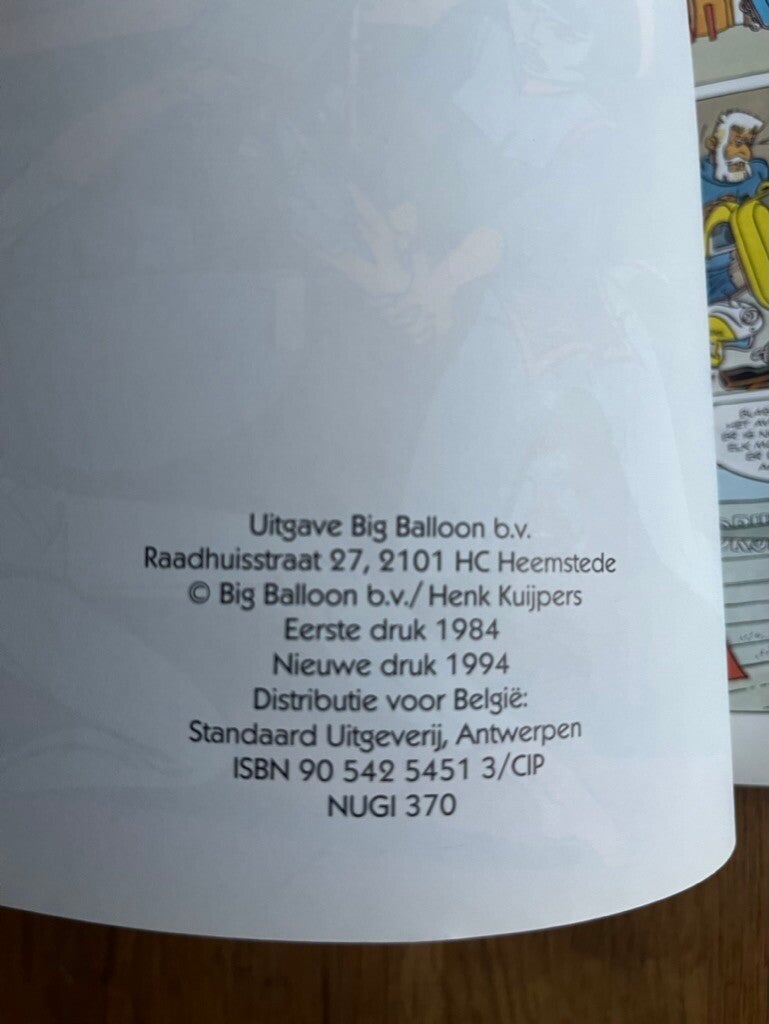 Uitgave Big Balloon b.v.
Raadhuisstraat 27, 2101 HC Heemstede
© Big Balloon b.v./ Henk Kuijpers
Eerste druk 1984
Nieuwe druk 1994
Distributie voor België:
Standaard Uitgeverij, Antwerpen
ISBN 90 542 5451 3/CIP
NUGI 370